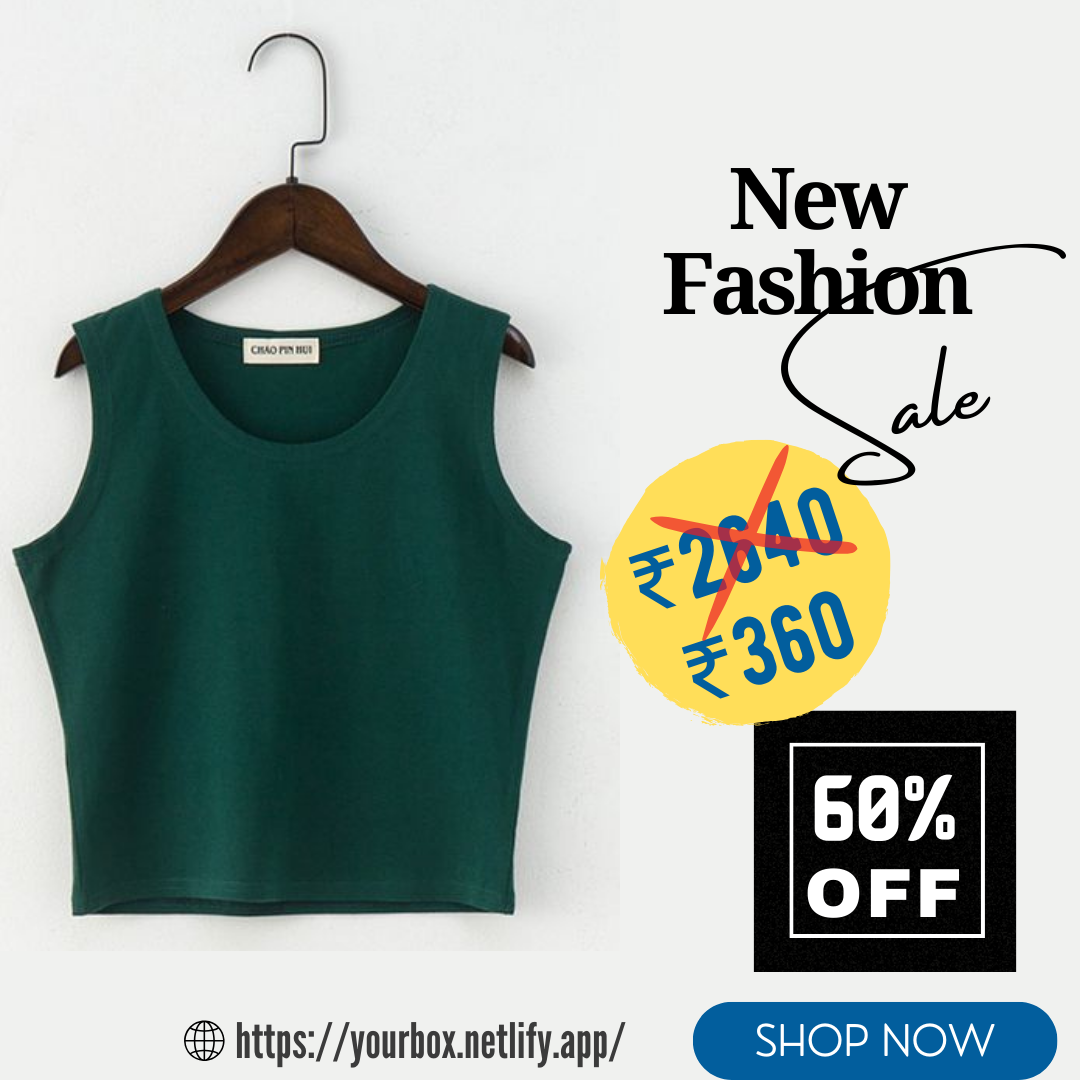 CHAO PIN HUI
New
Fashion
Sale
₹2640
₹360
60%
OFF
https://yourbox.netlify.app/
SHOP NOW